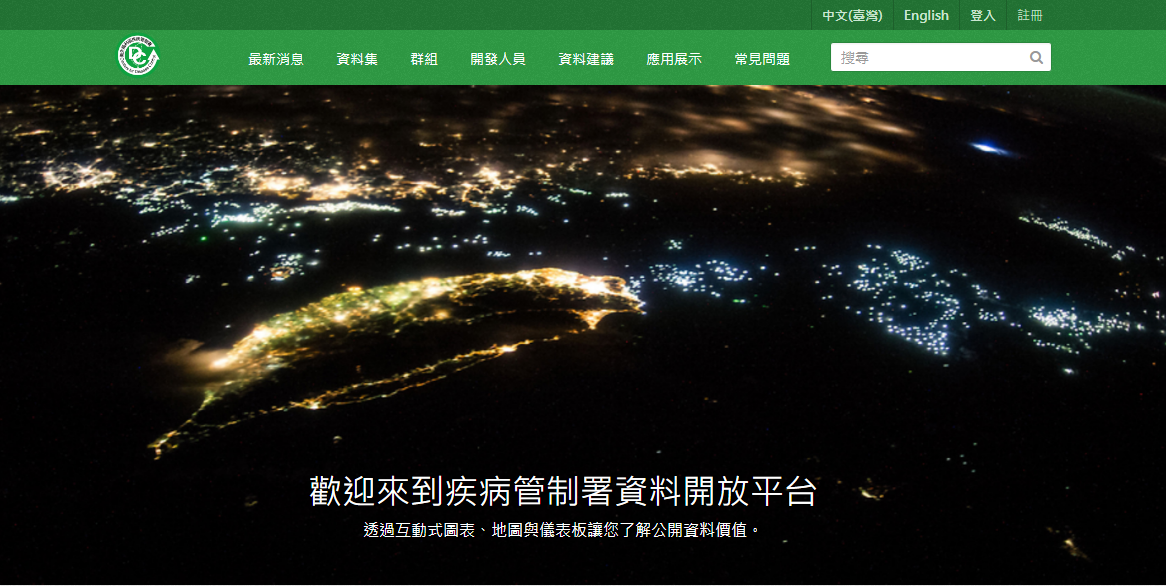 中文(臺灣) English 登入 註冊
最新消息 資料集 群組 開發人員 資料建議 應用展示 常見問題 搜尋
歡迎來到疾病管制署資料開放平台
透過互動式圖表、地圖與儀表板讓您了解公開資料價值。